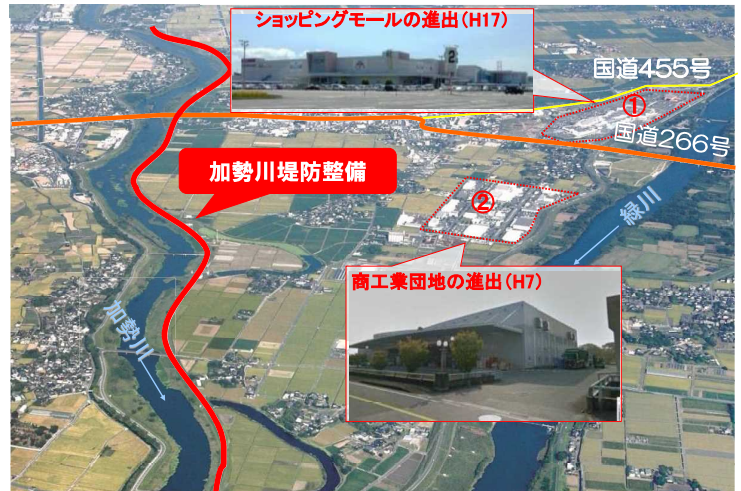 ショッピングモールの進出(H17)
国道455号
①
国道266号
加勢川堤防整備
②
緑川
商工業団地の進出(H7)
加勢川